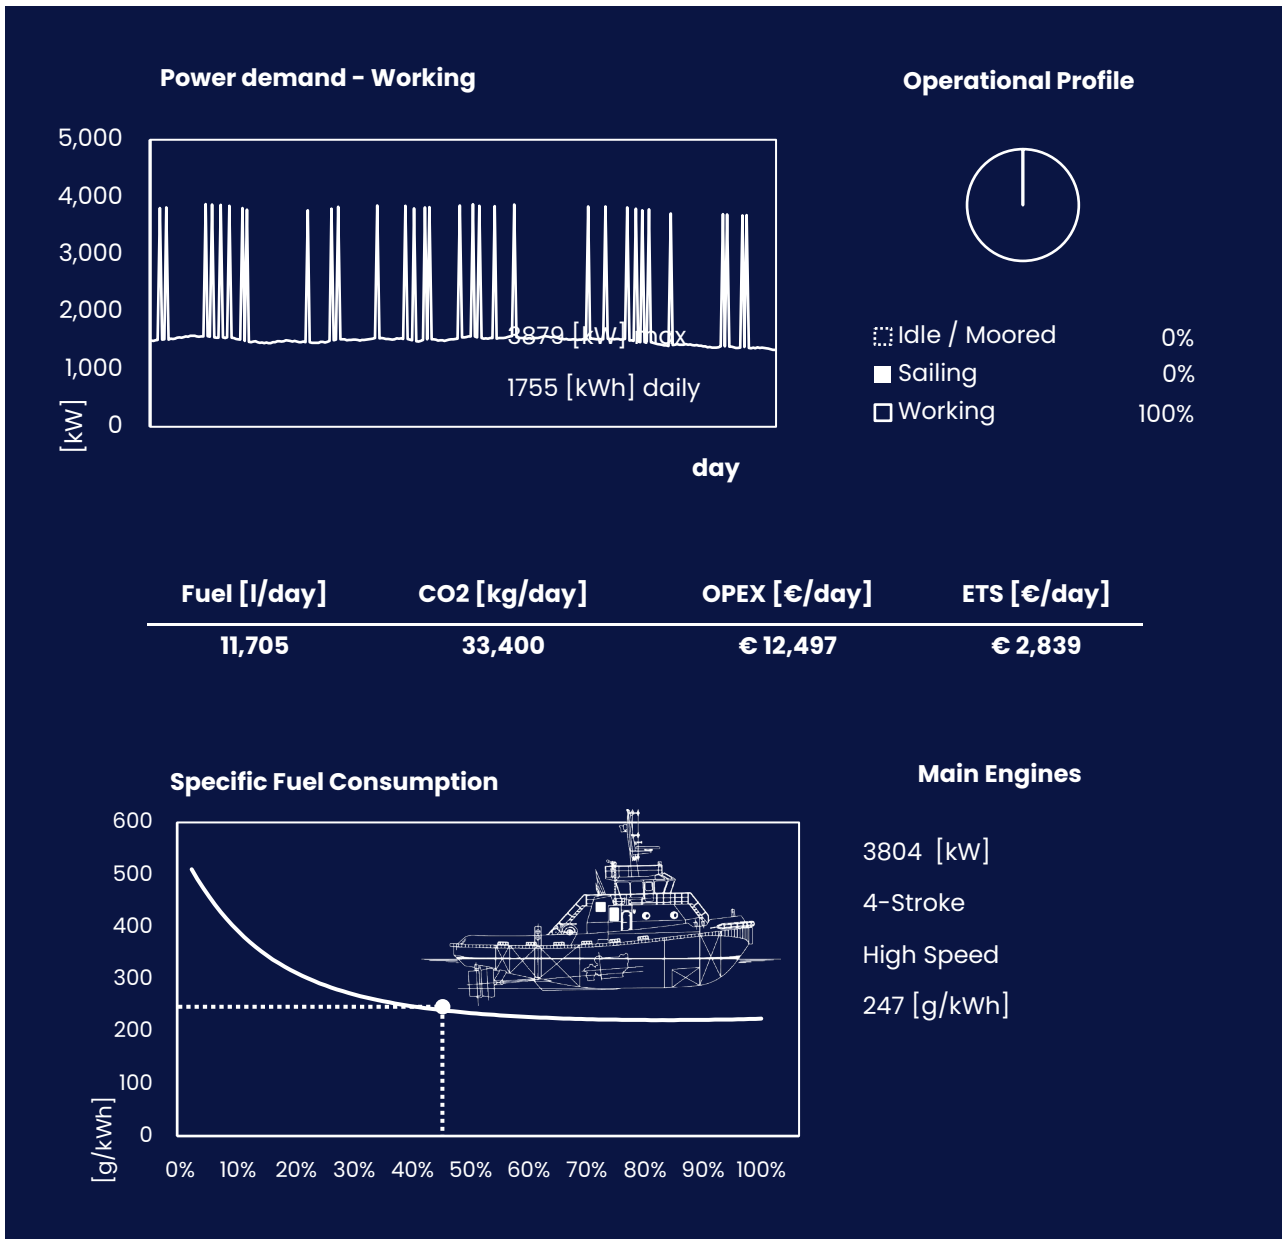 Power demand - Working
Operational Profile
5,000
4,000
3,000
2,000
1,000
0
[kW]
3879 [kW] max
1755 [kWh] daily
day
Idle / Moored 0%
Sailing 0%
Working 100%
Fuel [l/day] CO2 [kg/day] OPEX [€/day] ETS [€/day]
11,705 33,400 € 12,497 € 2,839
Specific Fuel Consumption
Main Engines
600
500
400
300
200
100
0
[g/kWh]
0% 10% 20% 30% 40% 50% 60% 70% 80% 90% 100%
3804 [kW]
4-Stroke
High Speed
247 [g/kWh]